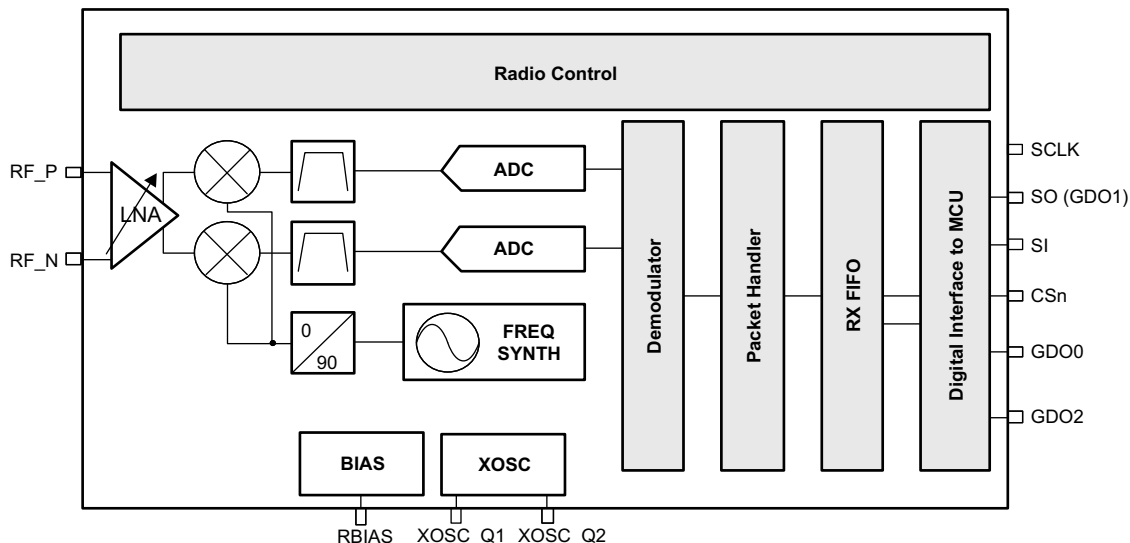 Radio Control
RF_P
RF_N
LNA
ADC
ADC
0
90
FREQ
SYNTH
Demodulator
Packet Handler
RX FIFO
Digital Interface to MCU
SCLK
SO (GDO1)
SI
CSn
GDO0
GDO2
BIAS
XOSC
RBIAS
XOSC_Q1
XOSC_Q2